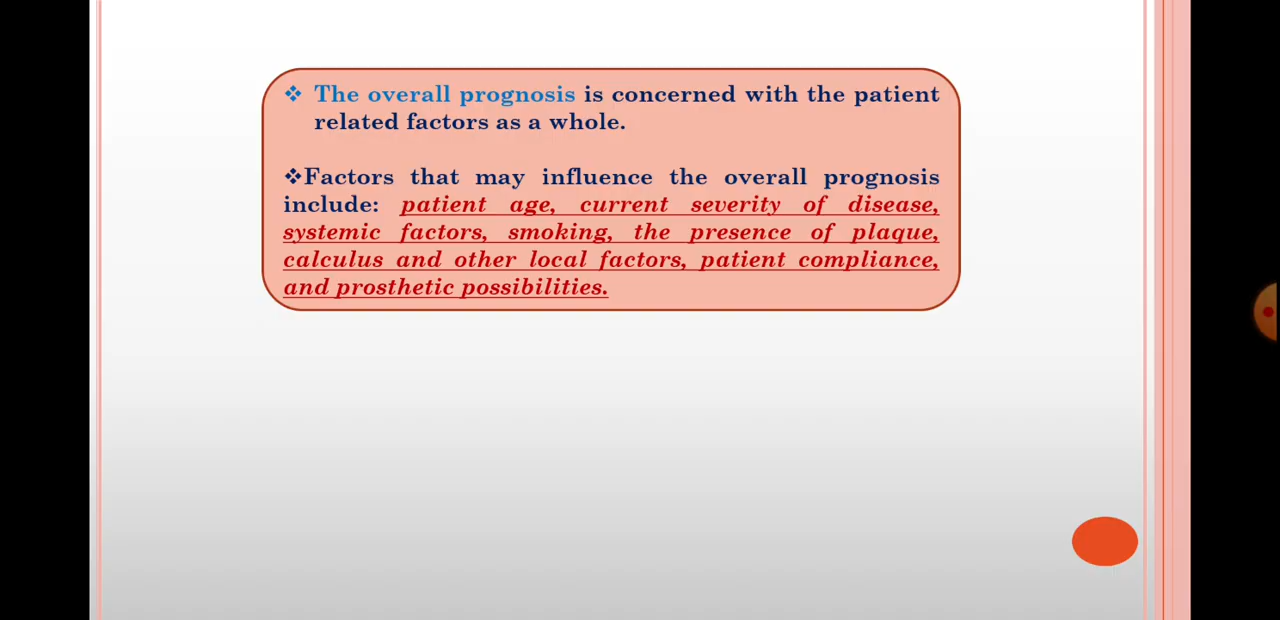 ❖ The overall prognosis is concerned with the patient
related factors as a whole.
❖Factors that may influence the overall prognosis
include: patient age, current severity of disease,
systemic factors, smoking, the presence of plaque,
calculus and other local factors, patient compliance,
and prosthetic possibilities.